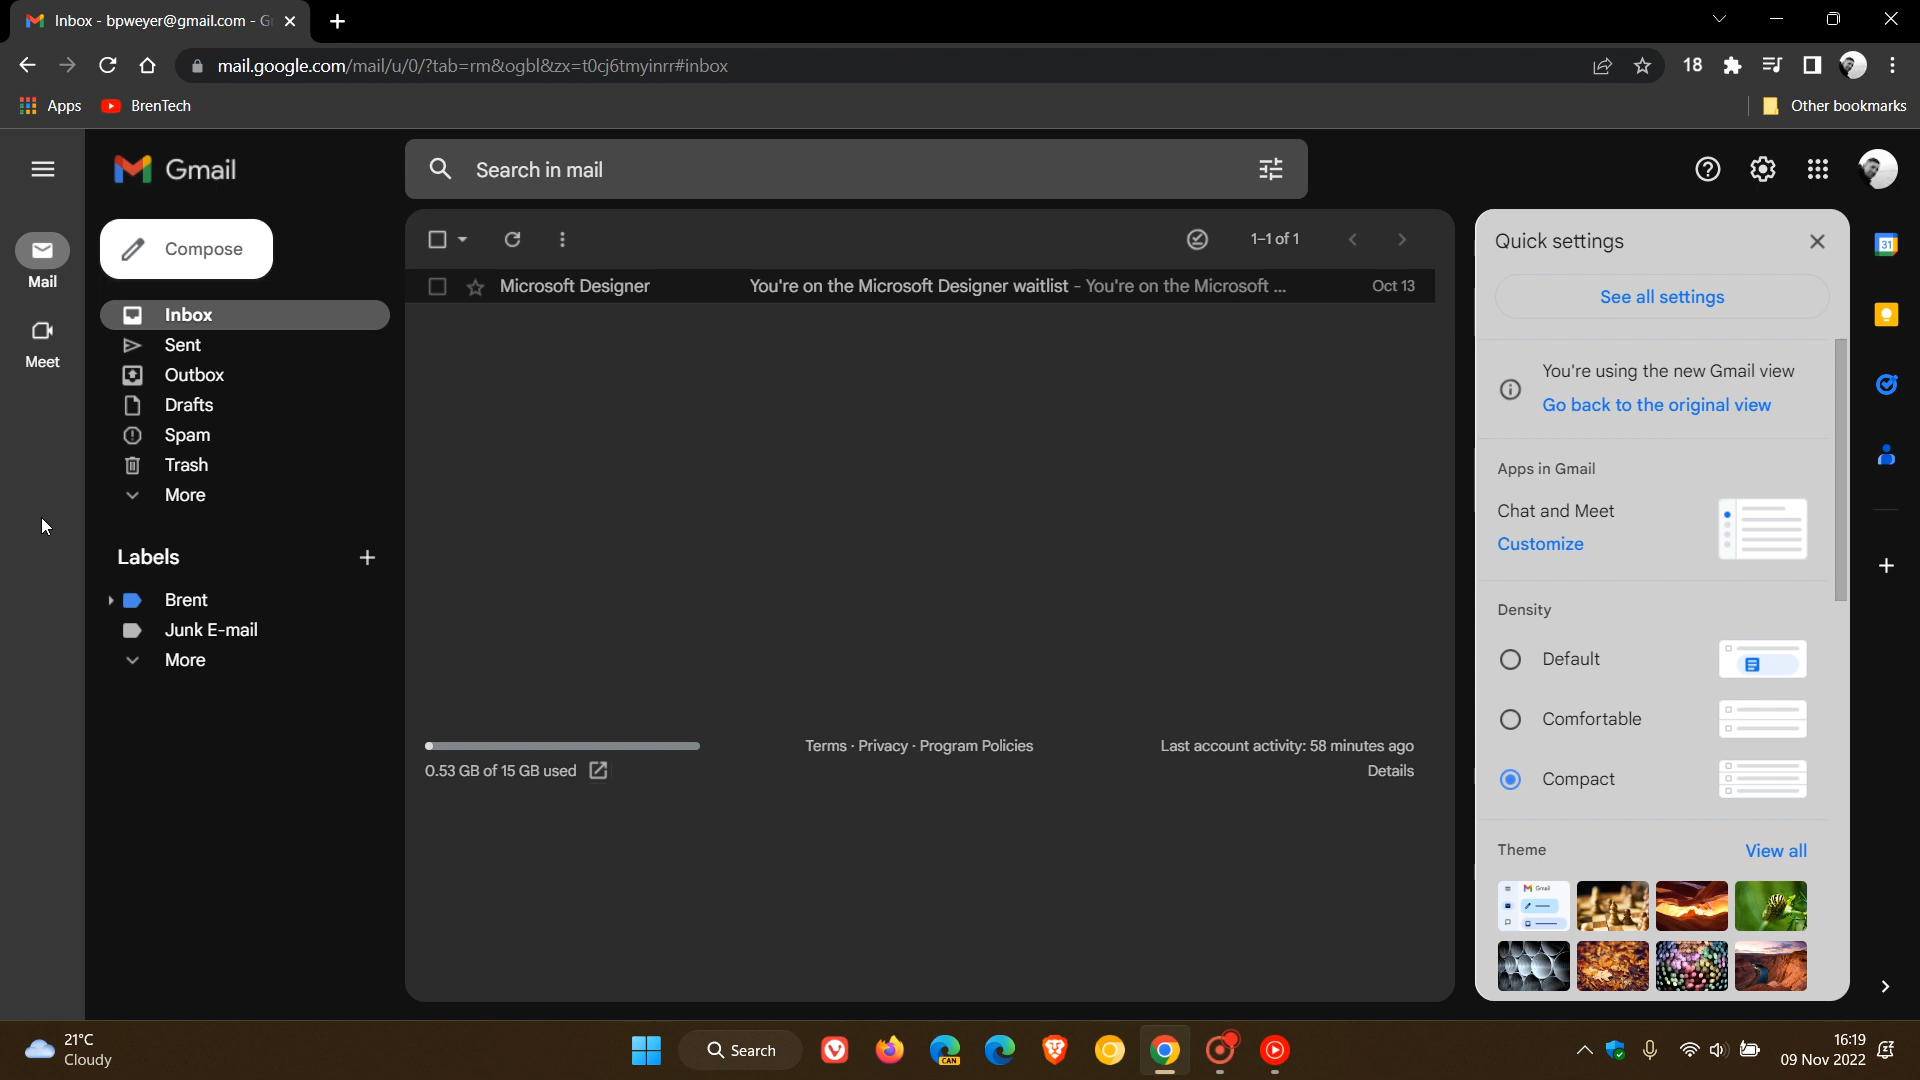 Inbox - bpweyer@gmail.com - G
mail.google.com/mail/u/0/?tab=rm&ogbl&zx=t0cj6tmyinrr#inbox
18
Apps
BrenTech
Other bookmarks
Gmail
Search in mail
Compose
Mail
Meet
Inbox
Sent
Outbox
Drafts
Spam
Trash
More
Labels
Brent
Junk E-mail
More
1–1 of 1
Microsoft Designer
You're on the Microsoft Designer waitlist - You're on the Microsoft ...
Oct 13
0.53 GB of 15 GB used
Terms · Privacy · Program Policies
Last account activity: 58 minutes ago
Details
Quick settings
See all settings
You're using the new Gmail view
Go back to the original view
Apps in Gmail
Chat and Meet
Customize
Density
Default
Comfortable
Compact
Theme
View all
Gmail
31
21°C
Cloudy
Search
CAN
16:19
09 Nov 2022